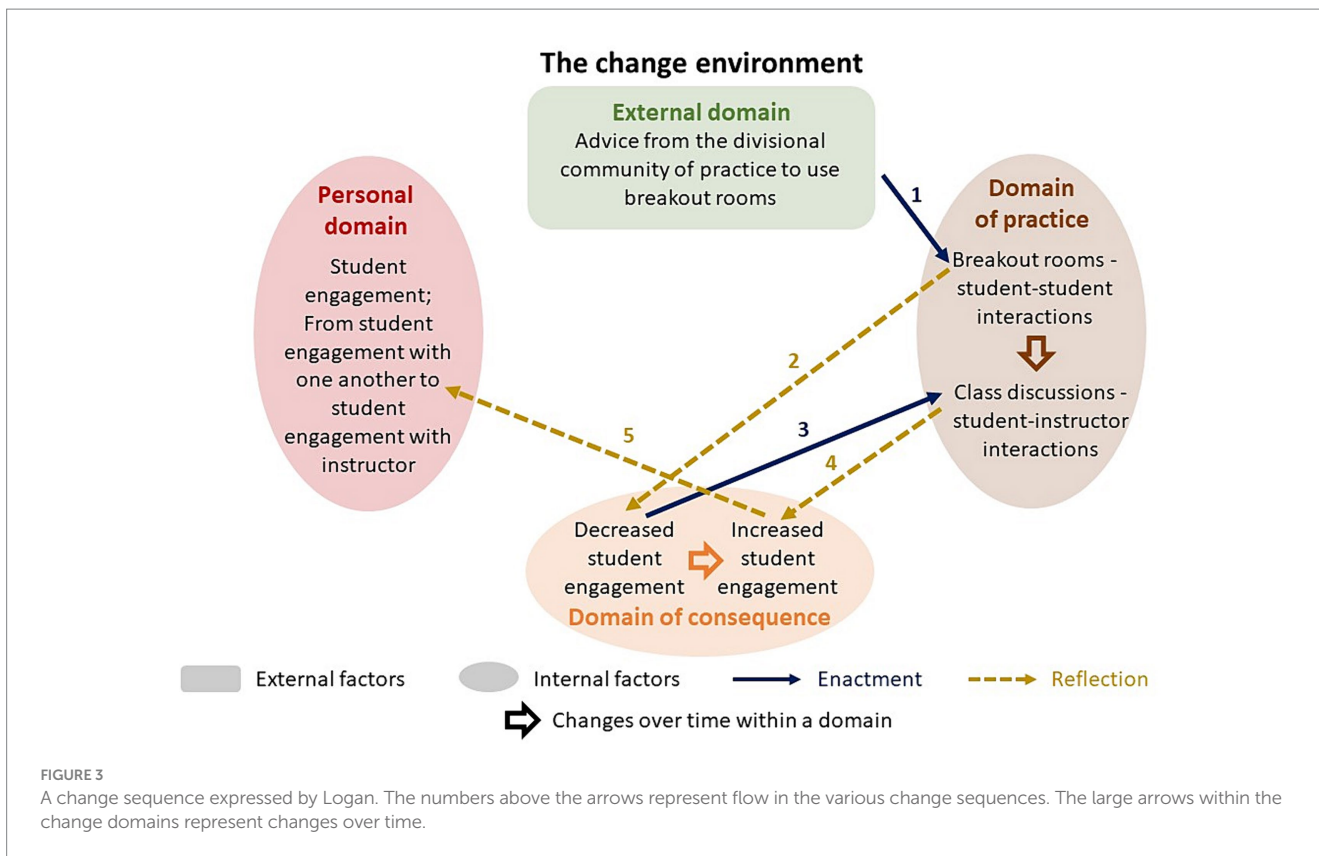 The change environment
External domain
Advice from the divisional
community of practice to use
breakout rooms
Personal
domain
Student
engagement;
From student
engagement with
one another to
student
engagement with
instructor
Domain
of practice
Breakout rooms -
student-student
interactions
Class discussions -
student-instructor
interactions
1
2
3
4
5
Decreased
student
engagement
Increased
student
engagement
Domain of consequence
External factors
Internal factors
Enactment
Reflection
Changes over time within a domain
FIGURE 3
A change sequence expressed by Logan. The numbers above the arrows represent flow in the various change sequences. The large arrows within the
change domains represent changes over time.